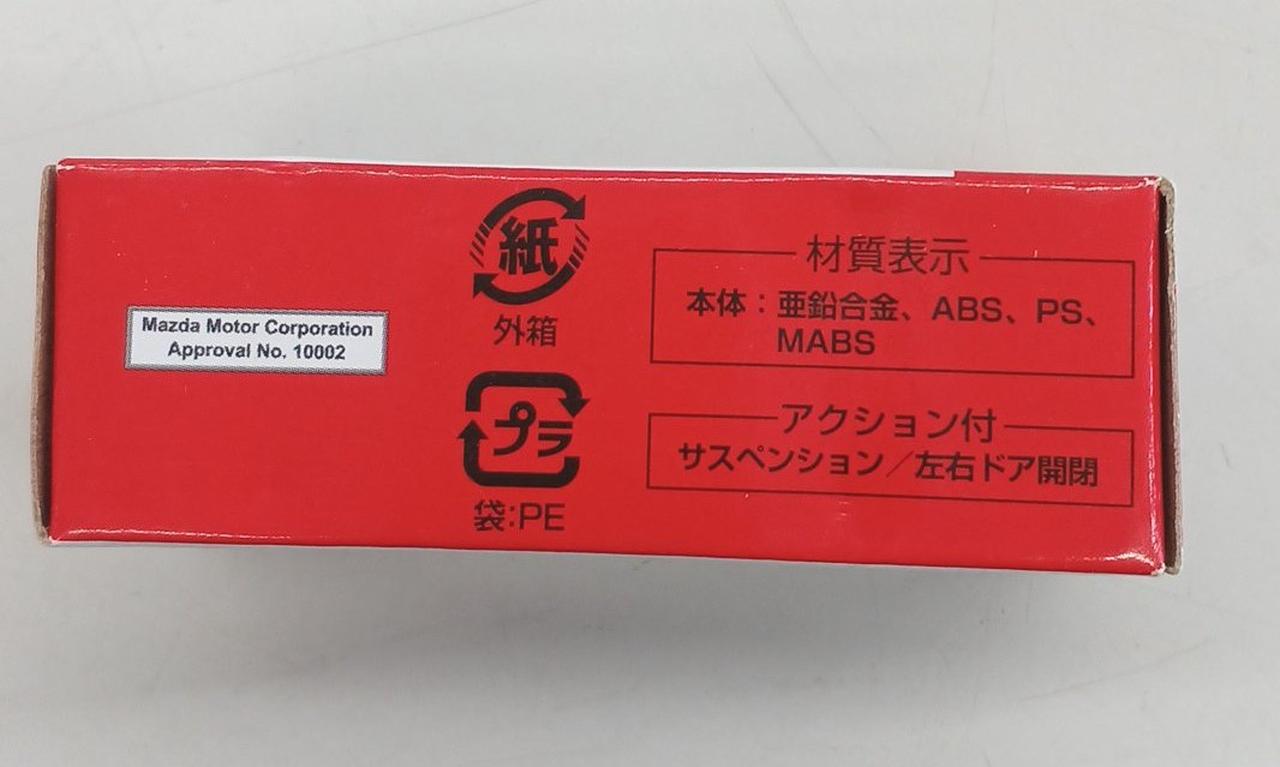 Mazda Motor Corporation
Approval No. 10002
紙
外箱
プラ
袋:PE
材質表示
本体：亜鉛合金、ABS、PS、
MABS
アクション付
サスペンション／左右ドア開閉